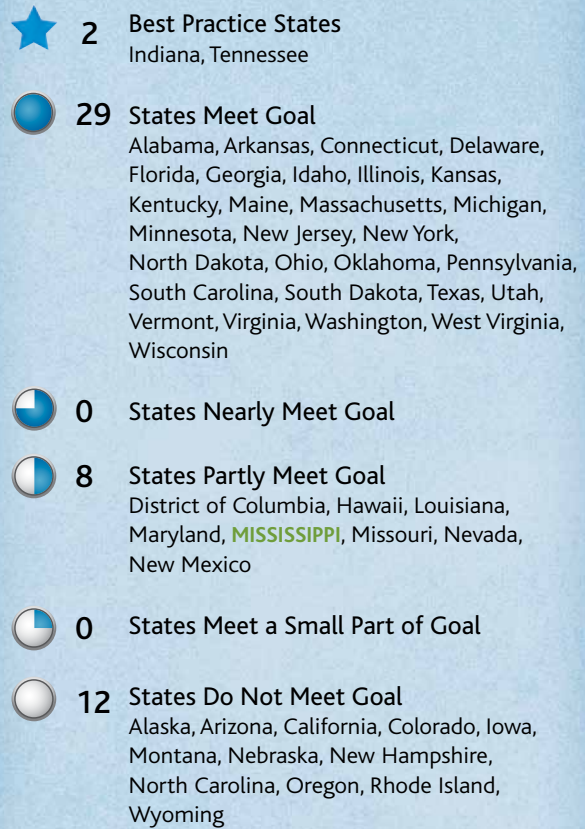 2 Best Practice States
Indiana, Tennessee
29 States Meet Goal
Alabama, Arkansas, Connecticut, Delaware,
Florida, Georgia, Idaho, Illinois, Kansas,
Kentucky, Maine, Massachusetts, Michigan,
Minnesota, New Jersey, New York,
North Dakota, Ohio, Oklahoma, Pennsylvania,
South Carolina, South Dakota, Texas, Utah,
Vermont, Virginia, Washington, West Virginia,
Wisconsin
0 States Nearly Meet Goal
8 States Partly Meet Goal
District of Columbia, Hawaii, Louisiana,
Maryland, MISSISSIPPI, Missouri, Nevada,
New Mexico
0 States Meet a Small Part of Goal
12 States Do Not Meet Goal
Alaska, Arizona, California, Colorado, Iowa,
Montana, Nebraska, New Hampshire,
North Carolina, Oregon, Rhode Island,
Wyoming